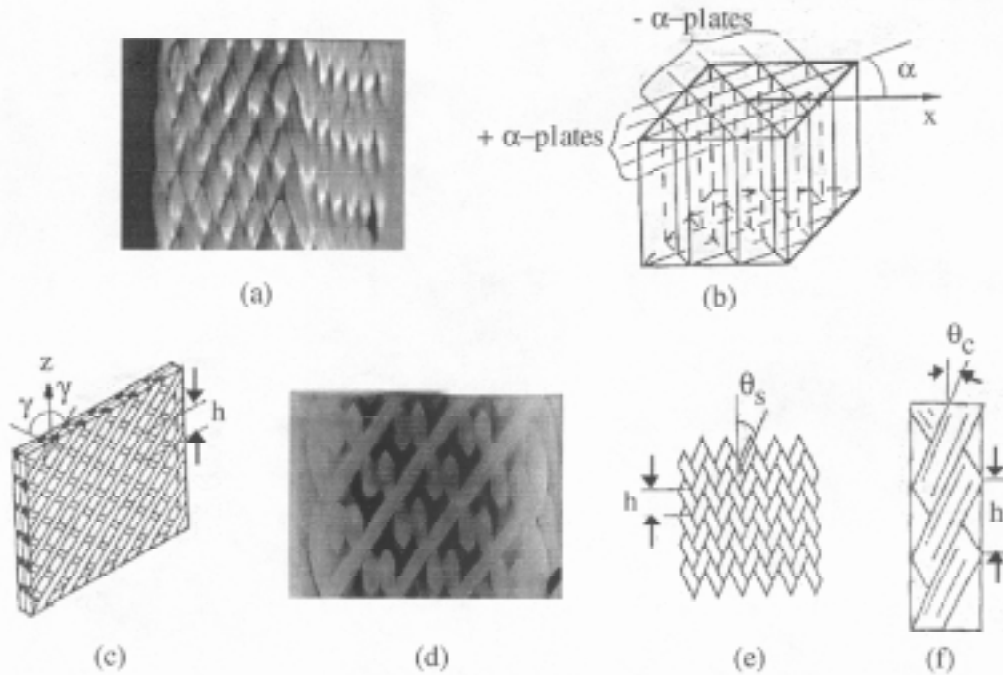 - α-plates
α
x
+ α-plates
(a)
(b)
z
γ
γ
h
θc
θs
h
h
(c)
(d)
(e)
(f)